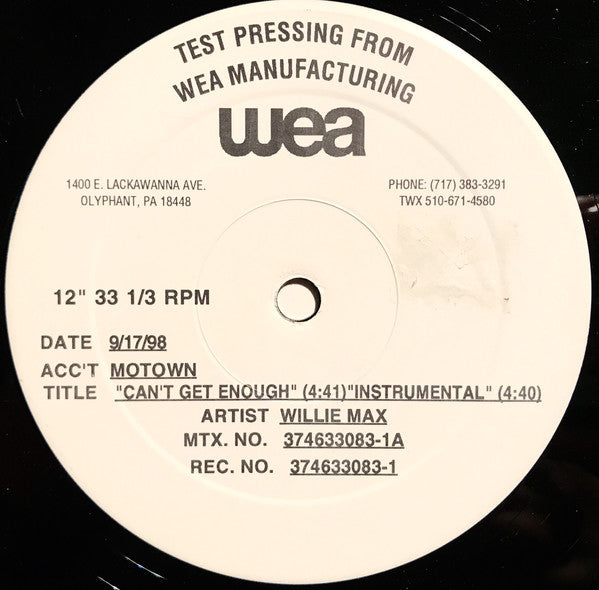 TEST PRESSING FROM
WEA MANUFACTURING
wea
1400 E. LACKAWANNA AVE.
OLYPHANT, PA 18448
PHONE: (717) 383-3291
TWX 510-671-4580
12" 33 1/3 RPM
DATE 9/17/98
ACC'T MOTOWN
TITLE "CAN'T GET ENOUGH" (4:41)"INSTRUMENTAL" (4:40)
ARTIST WILLIE MAX
MTX. NO. 374633083-1A
REC. NO. 374633083-1